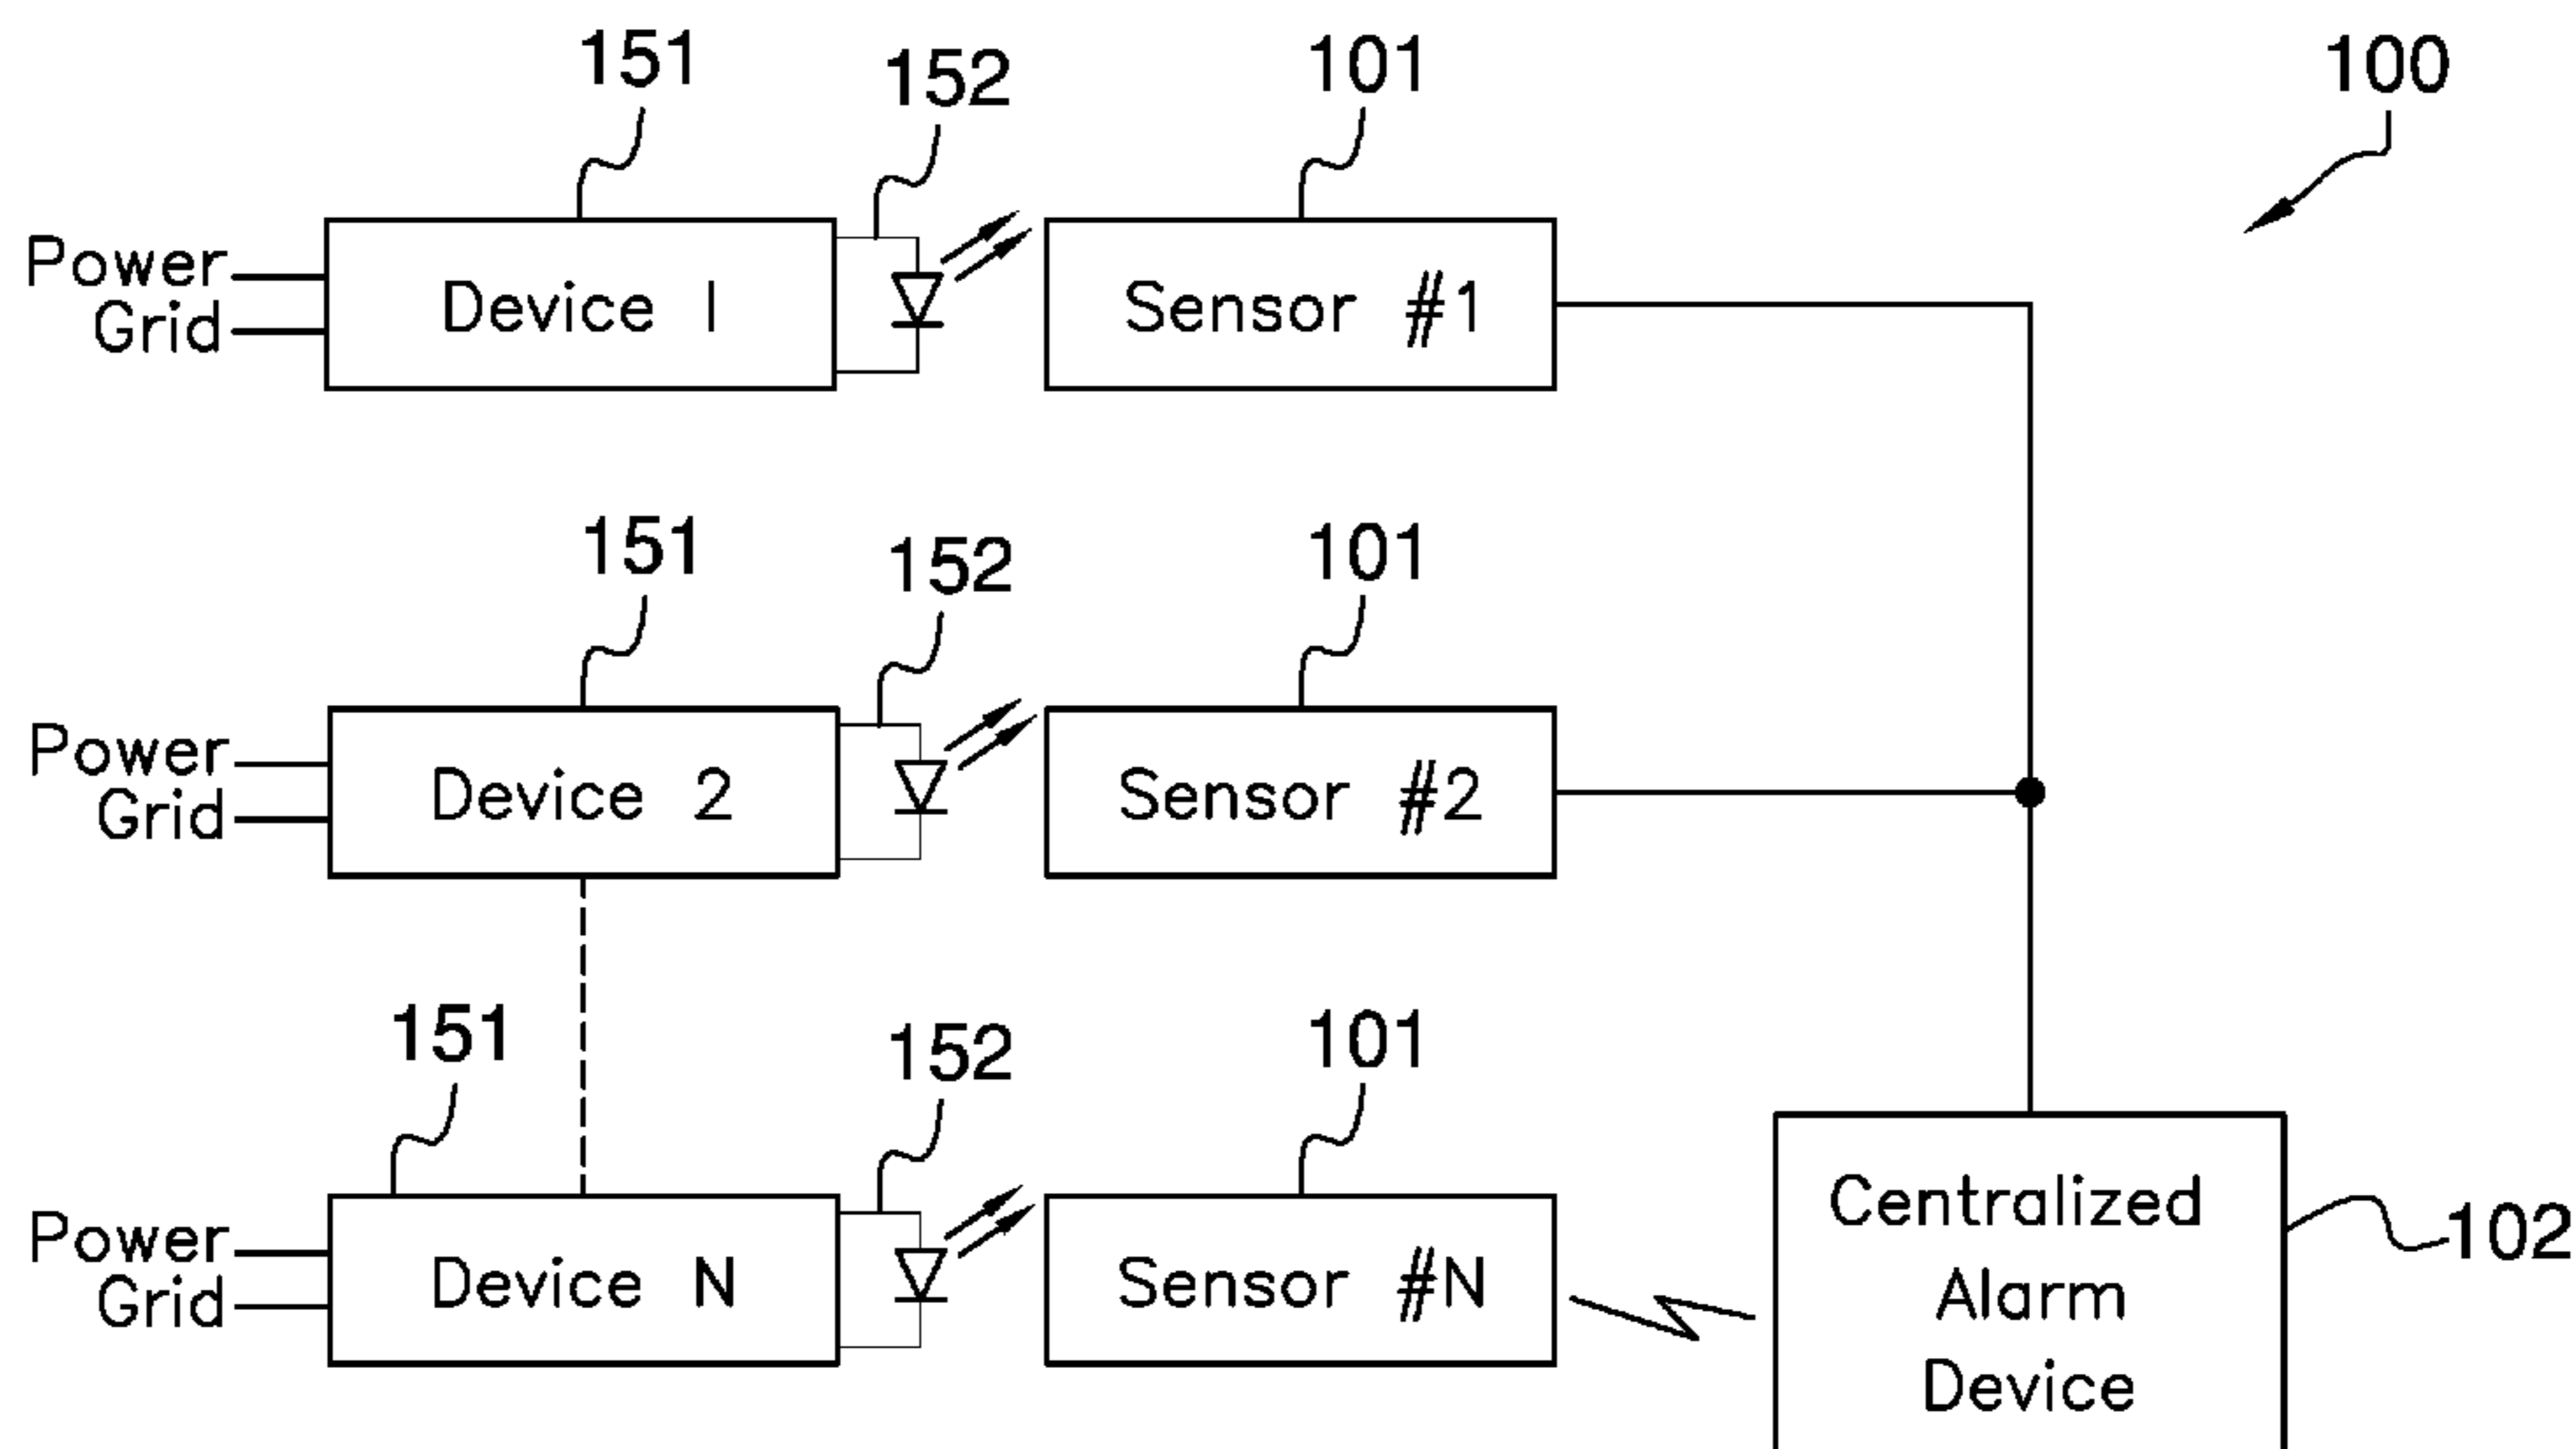 151
152
101
100
Power
Grid
Device 1
Sensor #1
151
152
101
Power
Grid
Device 2
Sensor #2
151
152
101
Power
Grid
Device N
Sensor #N
Centralized
Alarm
Device
102